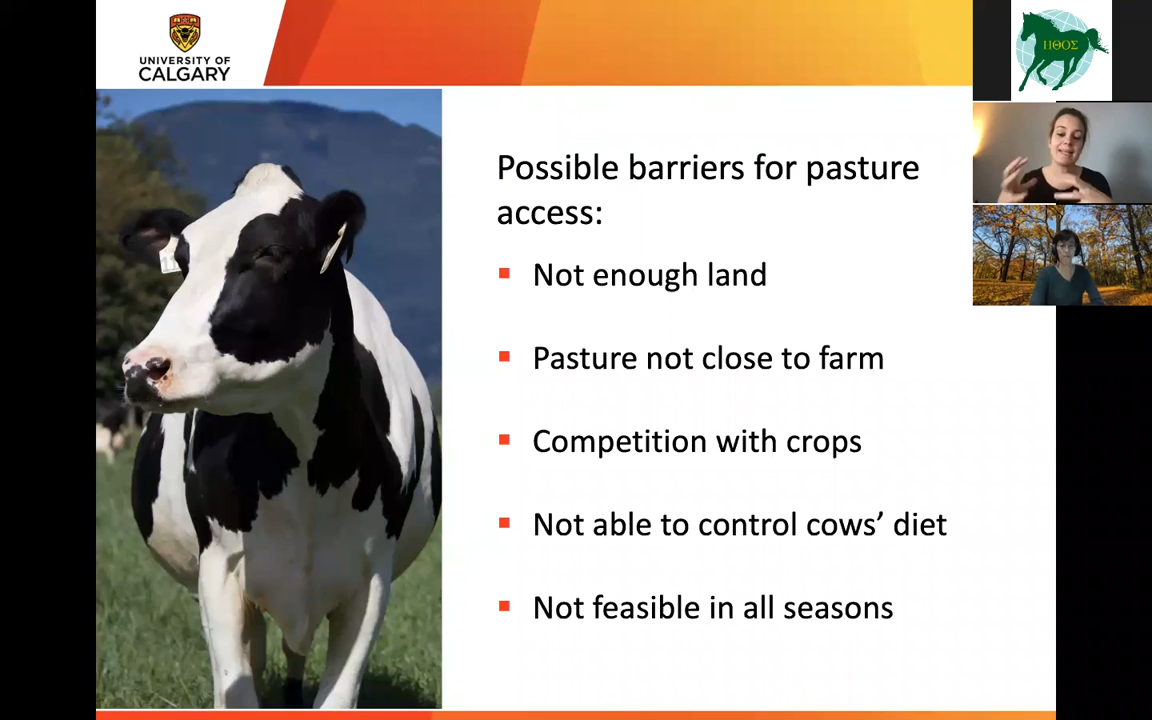 UNIVERSITY OF
CALGARY
ΗΘΟΣ
Possible barriers for pasture
access:
Not enough land
Pasture not close to farm
Competition with crops
Not able to control cows’ diet
Not feasible in all seasons